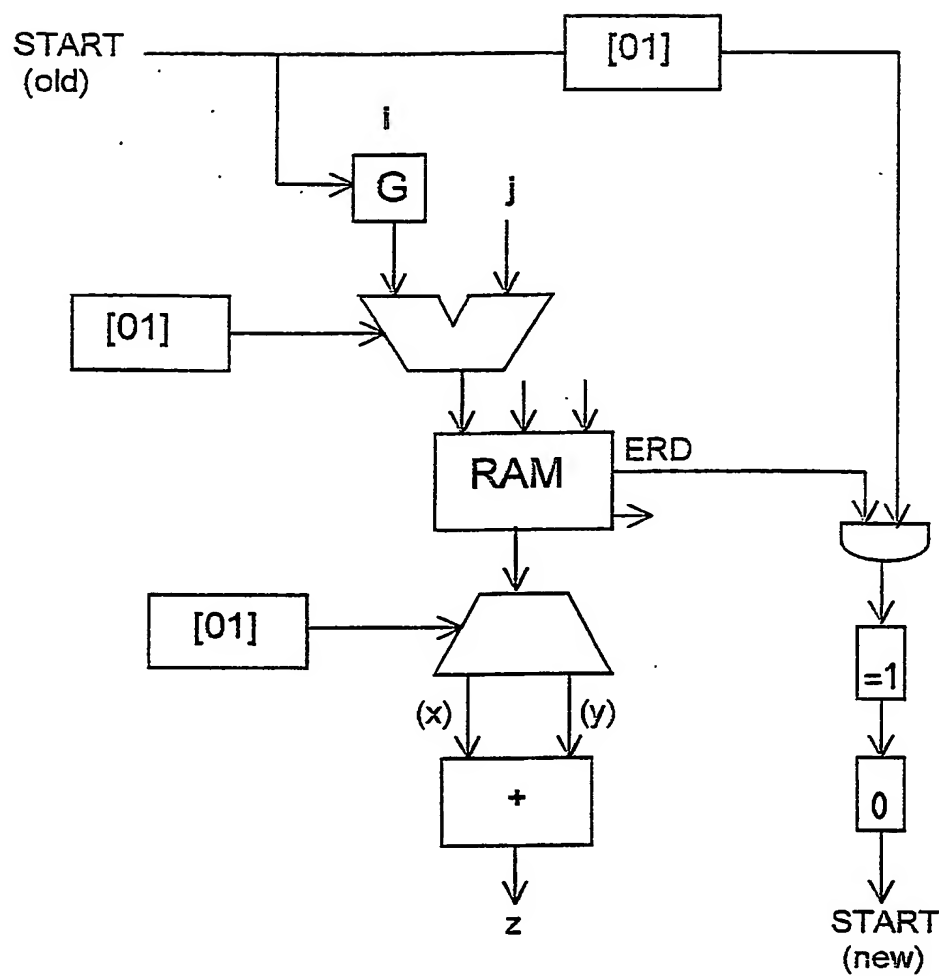 START
(old)
[01]
i
G
j
[01]
RAM
ERD
[01]
=1
(x)
(y)
+
0
z
START
(new)